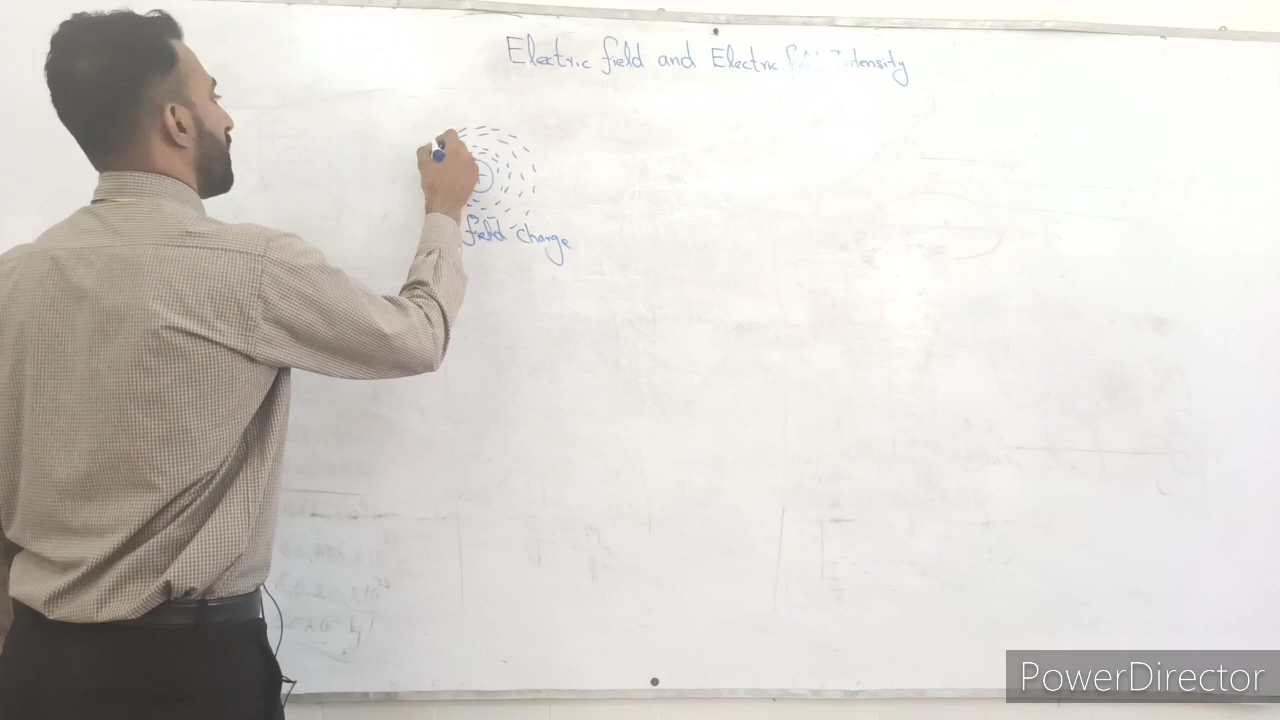 Electric field and Electric field Intensity
field charge
PowerDirector